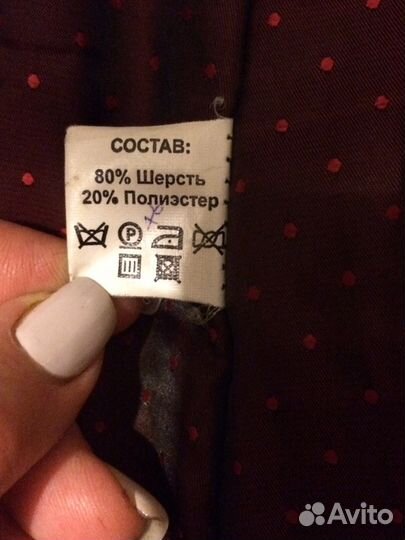 СОСТАВ:
80% Шерсть
20% Полиэстер
P
Avito